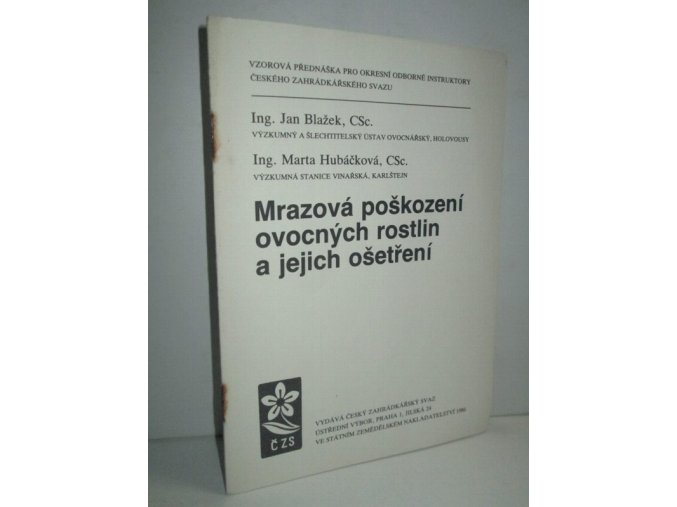 VZOROVÁ PŘEDNÁŠKA PRO OKRESNÍ ODBORNÉ INSTRUKTORY
ČESKÉHO ZAHRÁDKÁŘSKÉHO SVAZU
Ing. Jan Blažek, CSc.
VÝZKUMNÝ A ŠLECHTITELSKÝ ÚSTAV OVOCNÁŘSKÝ, HOLOVOUSY
Ing. Marta Hubáčková, CSc.
VÝZKUMNÁ STANICE VINAŘSKÁ, KARLŠTEJN
Mrazová poškození
ovocných rostlin
a jejich ošetření
ČZS
VYDÁVÁ ČESKÝ ZAHRÁDKÁŘSKÝ SVAZ
ÚSTŘEDNÍ VÝBOR, PRAHA 1, JILSKÁ
VE STÁTNÍM ZEMĚDĚLSKÉM NAKLADATELSTVÍ